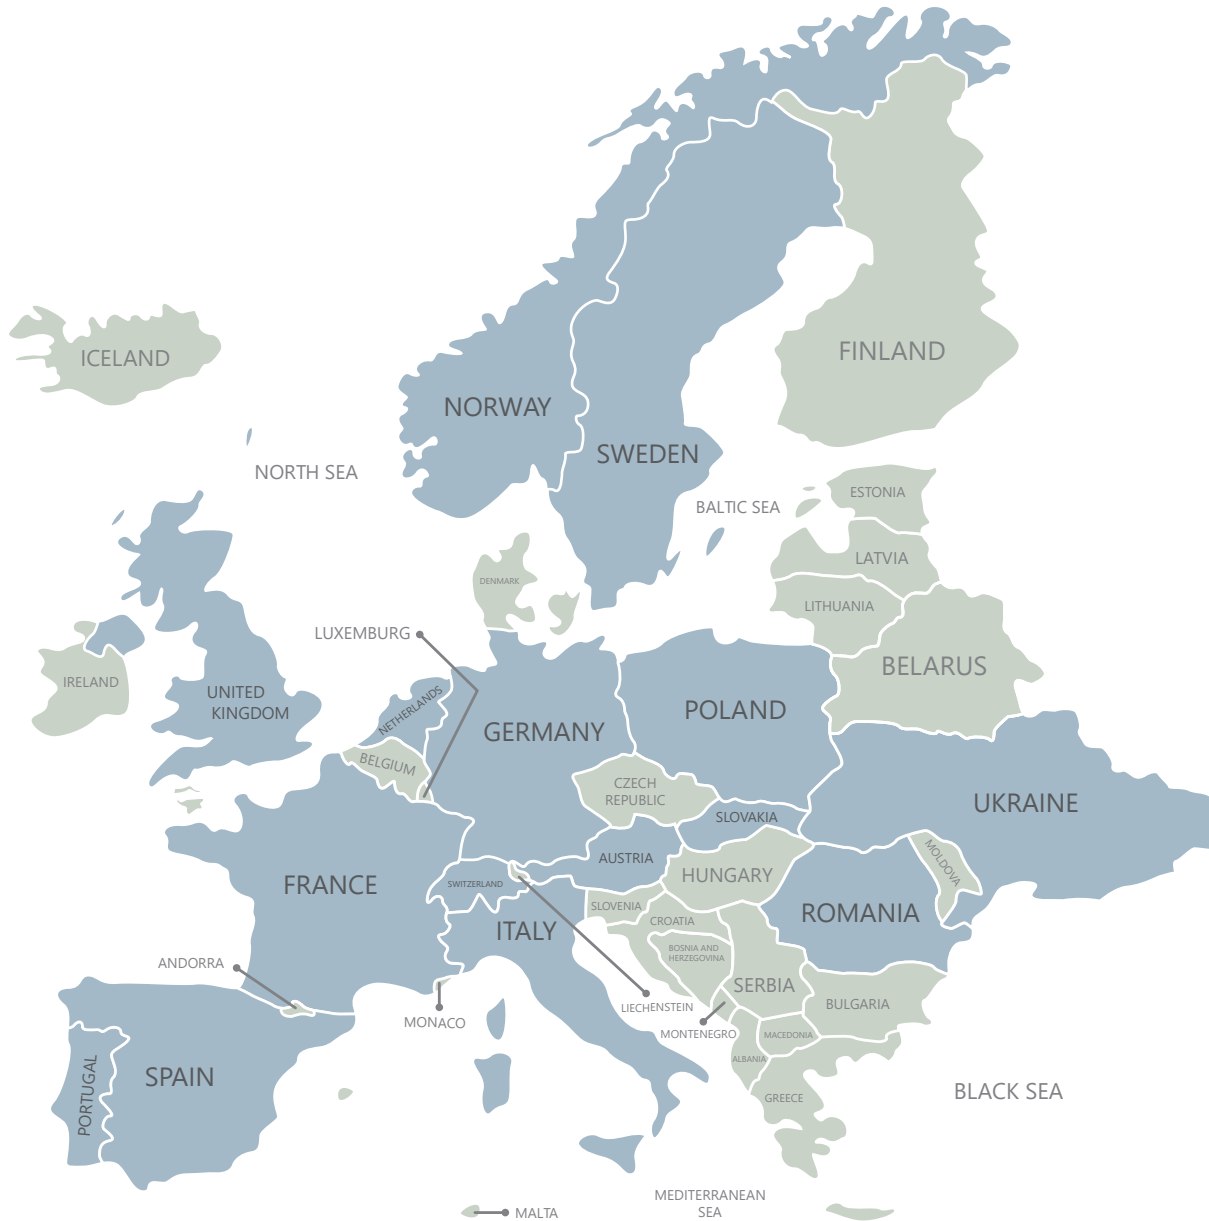 ICELAND
FINLAND
NORWAY
SWEDEN
NORTH SEA
ESTONIA
BALTIC SEA
LATVIA
DENMARK
LITHUANIA
LUXEMBURG
BELARUS
IRELAND
UNITED
KINGDOM
NETHERLANDS
POLAND
GERMANY
BELGIUM
CZECH
REPUBLIC
UKRAINE
SLOVAKIA
AUSTRIA
MOLDOVA
HUNGARY
FRANCE
SWITZERLAND
SLOVENIA
ROMANIA
CROATIA
ITALY
BOSNIA AND
HERZEGOVINA
ANDORRA
SERBIA
LIECHENSTEIN
BULGARIA
MONACO
MONTENEGRO
MACEDONIA
ALBANIA
SPAIN
PORTUGAL
GREECE
BLACK SEA
MEDITERRANEAN
SEA
MALTA